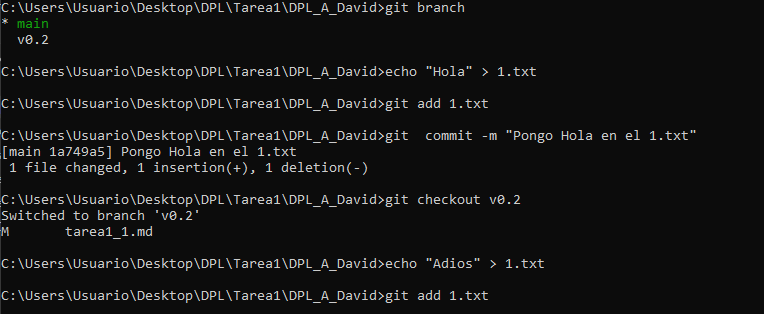 C:\Users\Usuario\Desktop\DPL\Tarea1\DPL_A_David>git branch
* main
  v0.2
C:\Users\Usuario\Desktop\DPL\Tarea1\DPL_A_David>echo "Hola" > 1.txt
C:\Users\Usuario\Desktop\DPL\Tarea1\DPL_A_David>git add 1.txt
C:\Users\Usuario\Desktop\DPL\Tarea1\DPL_A_David>git  commit -m "Pongo Hola en el 1.txt"
[main 1a749a5] Pongo Hola en el 1.txt
 1 file changed, 1 insertion(+), 1 deletion(-)
C:\Users\Usuario\Desktop\DPL\Tarea1\DPL_A_David>git checkout v0.2
Switched to branch 'v0.2'
M       tarea1_1.md
C:\Users\Usuario\Desktop\DPL\Tarea1\DPL_A_David>echo "Adios" > 1.txt
C:\Users\Usuario\Desktop\DPL\Tarea1\DPL_A_David>git add 1.txt